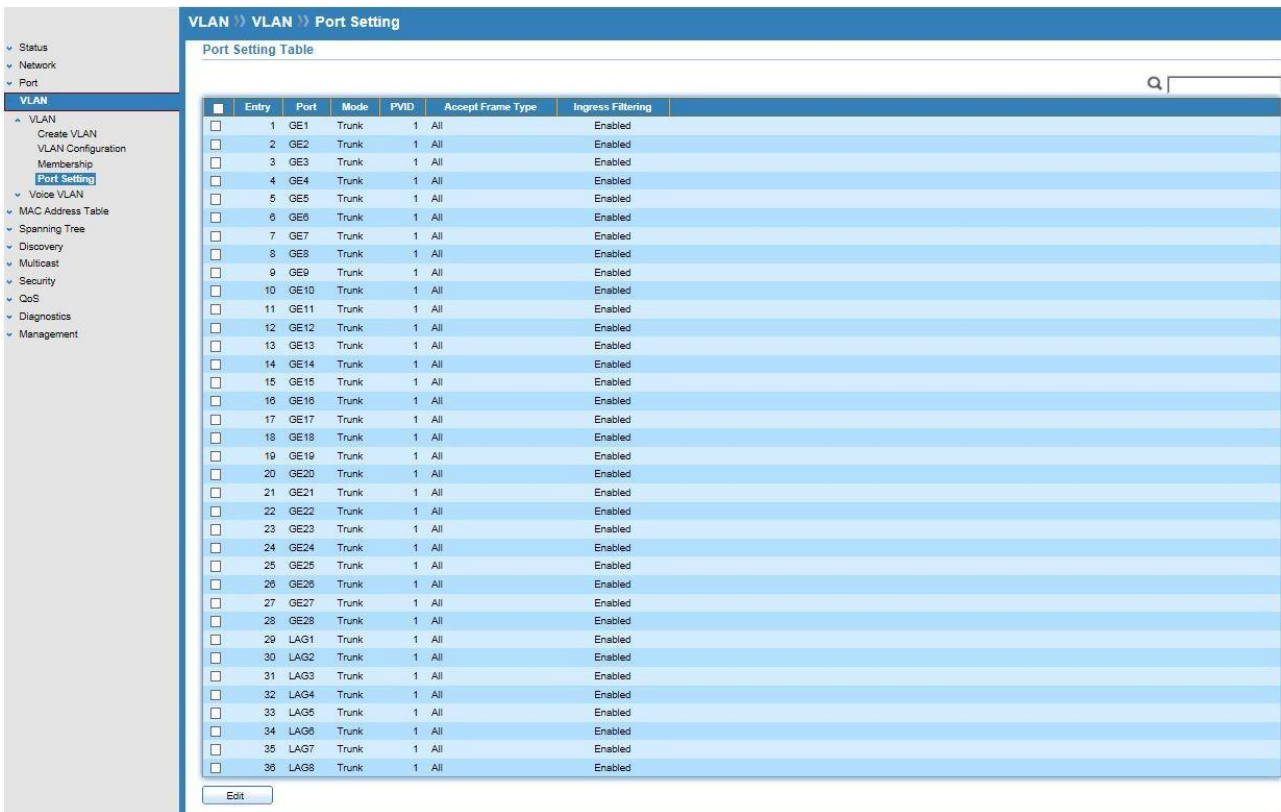 VLAN » VLAN » Port Setting
Status
Network
Port
VLAN
VLAN
Create VLAN
VLAN Configuration
Membership
Port Setting
Voice VLAN
MAC Address Table
Spanning Tree
Discovery
Multicast
Security
QoS
Diagnostics
Management
Port Setting Table
Entry Port Mode PVID Accept Frame Type Ingress Filtering
1 GE1 Trunk 1 All Enabled
2 GE2 Trunk 1 All Enabled
3 GE3 Trunk 1 All Enabled
4 GE4 Trunk 1 All Enabled
5 GE5 Trunk 1 All Enabled
6 GE6 Trunk 1 All Enabled
7 GE7 Trunk 1 All Enabled
8 GE8 Trunk 1 All Enabled
9 GE9 Trunk 1 All Enabled
10 GE10 Trunk 1 All Enabled
11 GE11 Trunk 1 All Enabled
12 GE12 Trunk 1 All Enabled
13 GE13 Trunk 1 All Enabled
14 GE14 Trunk 1 All Enabled
15 GE15 Trunk 1 All Enabled
16 GE16 Trunk 1 All Enabled
17 GE17 Trunk 1 All Enabled
18 GE18 Trunk 1 All Enabled
19 GE19 Trunk 1 All Enabled
20 GE20 Trunk 1 All Enabled
21 GE21 Trunk 1 All Enabled
22 GE22 Trunk 1 All Enabled
23 GE23 Trunk 1 All Enabled
24 GE24 Trunk 1 All Enabled
25 GE25 Trunk 1 All Enabled
26 GE26 Trunk 1 All Enabled
27 GE27 Trunk 1 All Enabled
28 GE28 Trunk 1 All Enabled
29 LAG1 Trunk 1 All Enabled
30 LAG2 Trunk 1 All Enabled
31 LAG3 Trunk 1 All Enabled
32 LAG4 Trunk 1 All Enabled
33 LAG5 Trunk 1 All Enabled
34 LAG6 Trunk 1 All Enabled
35 LAG7 Trunk 1 All Enabled
36 LAG8 Trunk 1 All Enabled
Edit